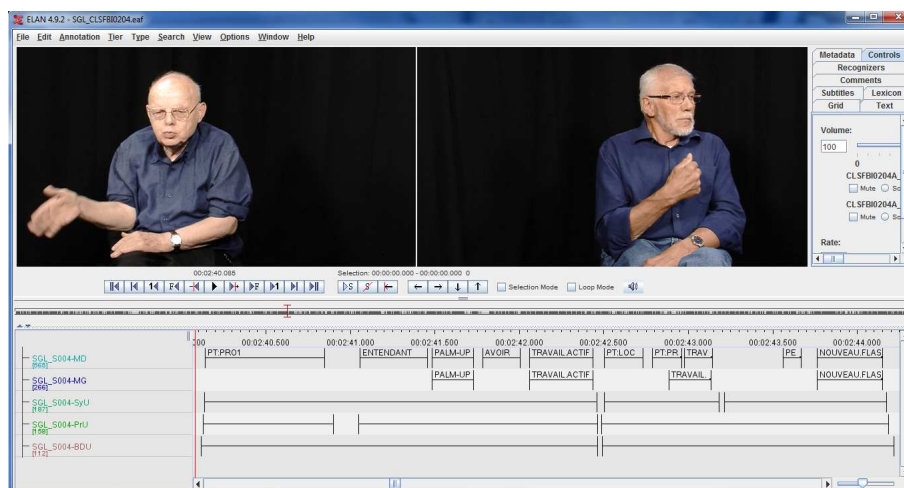 ELAN 4.9.2 - SGL_CLSFBI0204.eaf
File Edit Annotation Tier Type Search View Options Window Help
Metadata Controls
Recognizers
Comments
Subtitles Lexicon
Grid Text
Volume:
100
0
CLSFBI0204A_
Mute
CLSFBI0204A_
Mute
Rate:
00:02:40.086
Selection: 00:00:00.000 - 00:00:00.000 0
Selection Mode Loop Mode
00:02:40.500 00:02:41.000 00:02:41.500 00:02:42.000 00:02:42.500 00:02:43.000 00:02:43.500 00:02:44.000
SGL_S004-MD PT:PRO1 ENTENDANT PALM-UP AVOIR TRAVAIL.ACTIF PT:LOC PT:PR TRAV PE NOUVEAU.FLAS
[565]
SGL_S004-MG PALM-UP TRAVAIL.ACTIF TRAVAIL. NOUVEAU.FLAS
[266]
SGL_S004-SyU
[187]
SGL_S004-PrU
[158]
SGL_S004-BDU
[112]